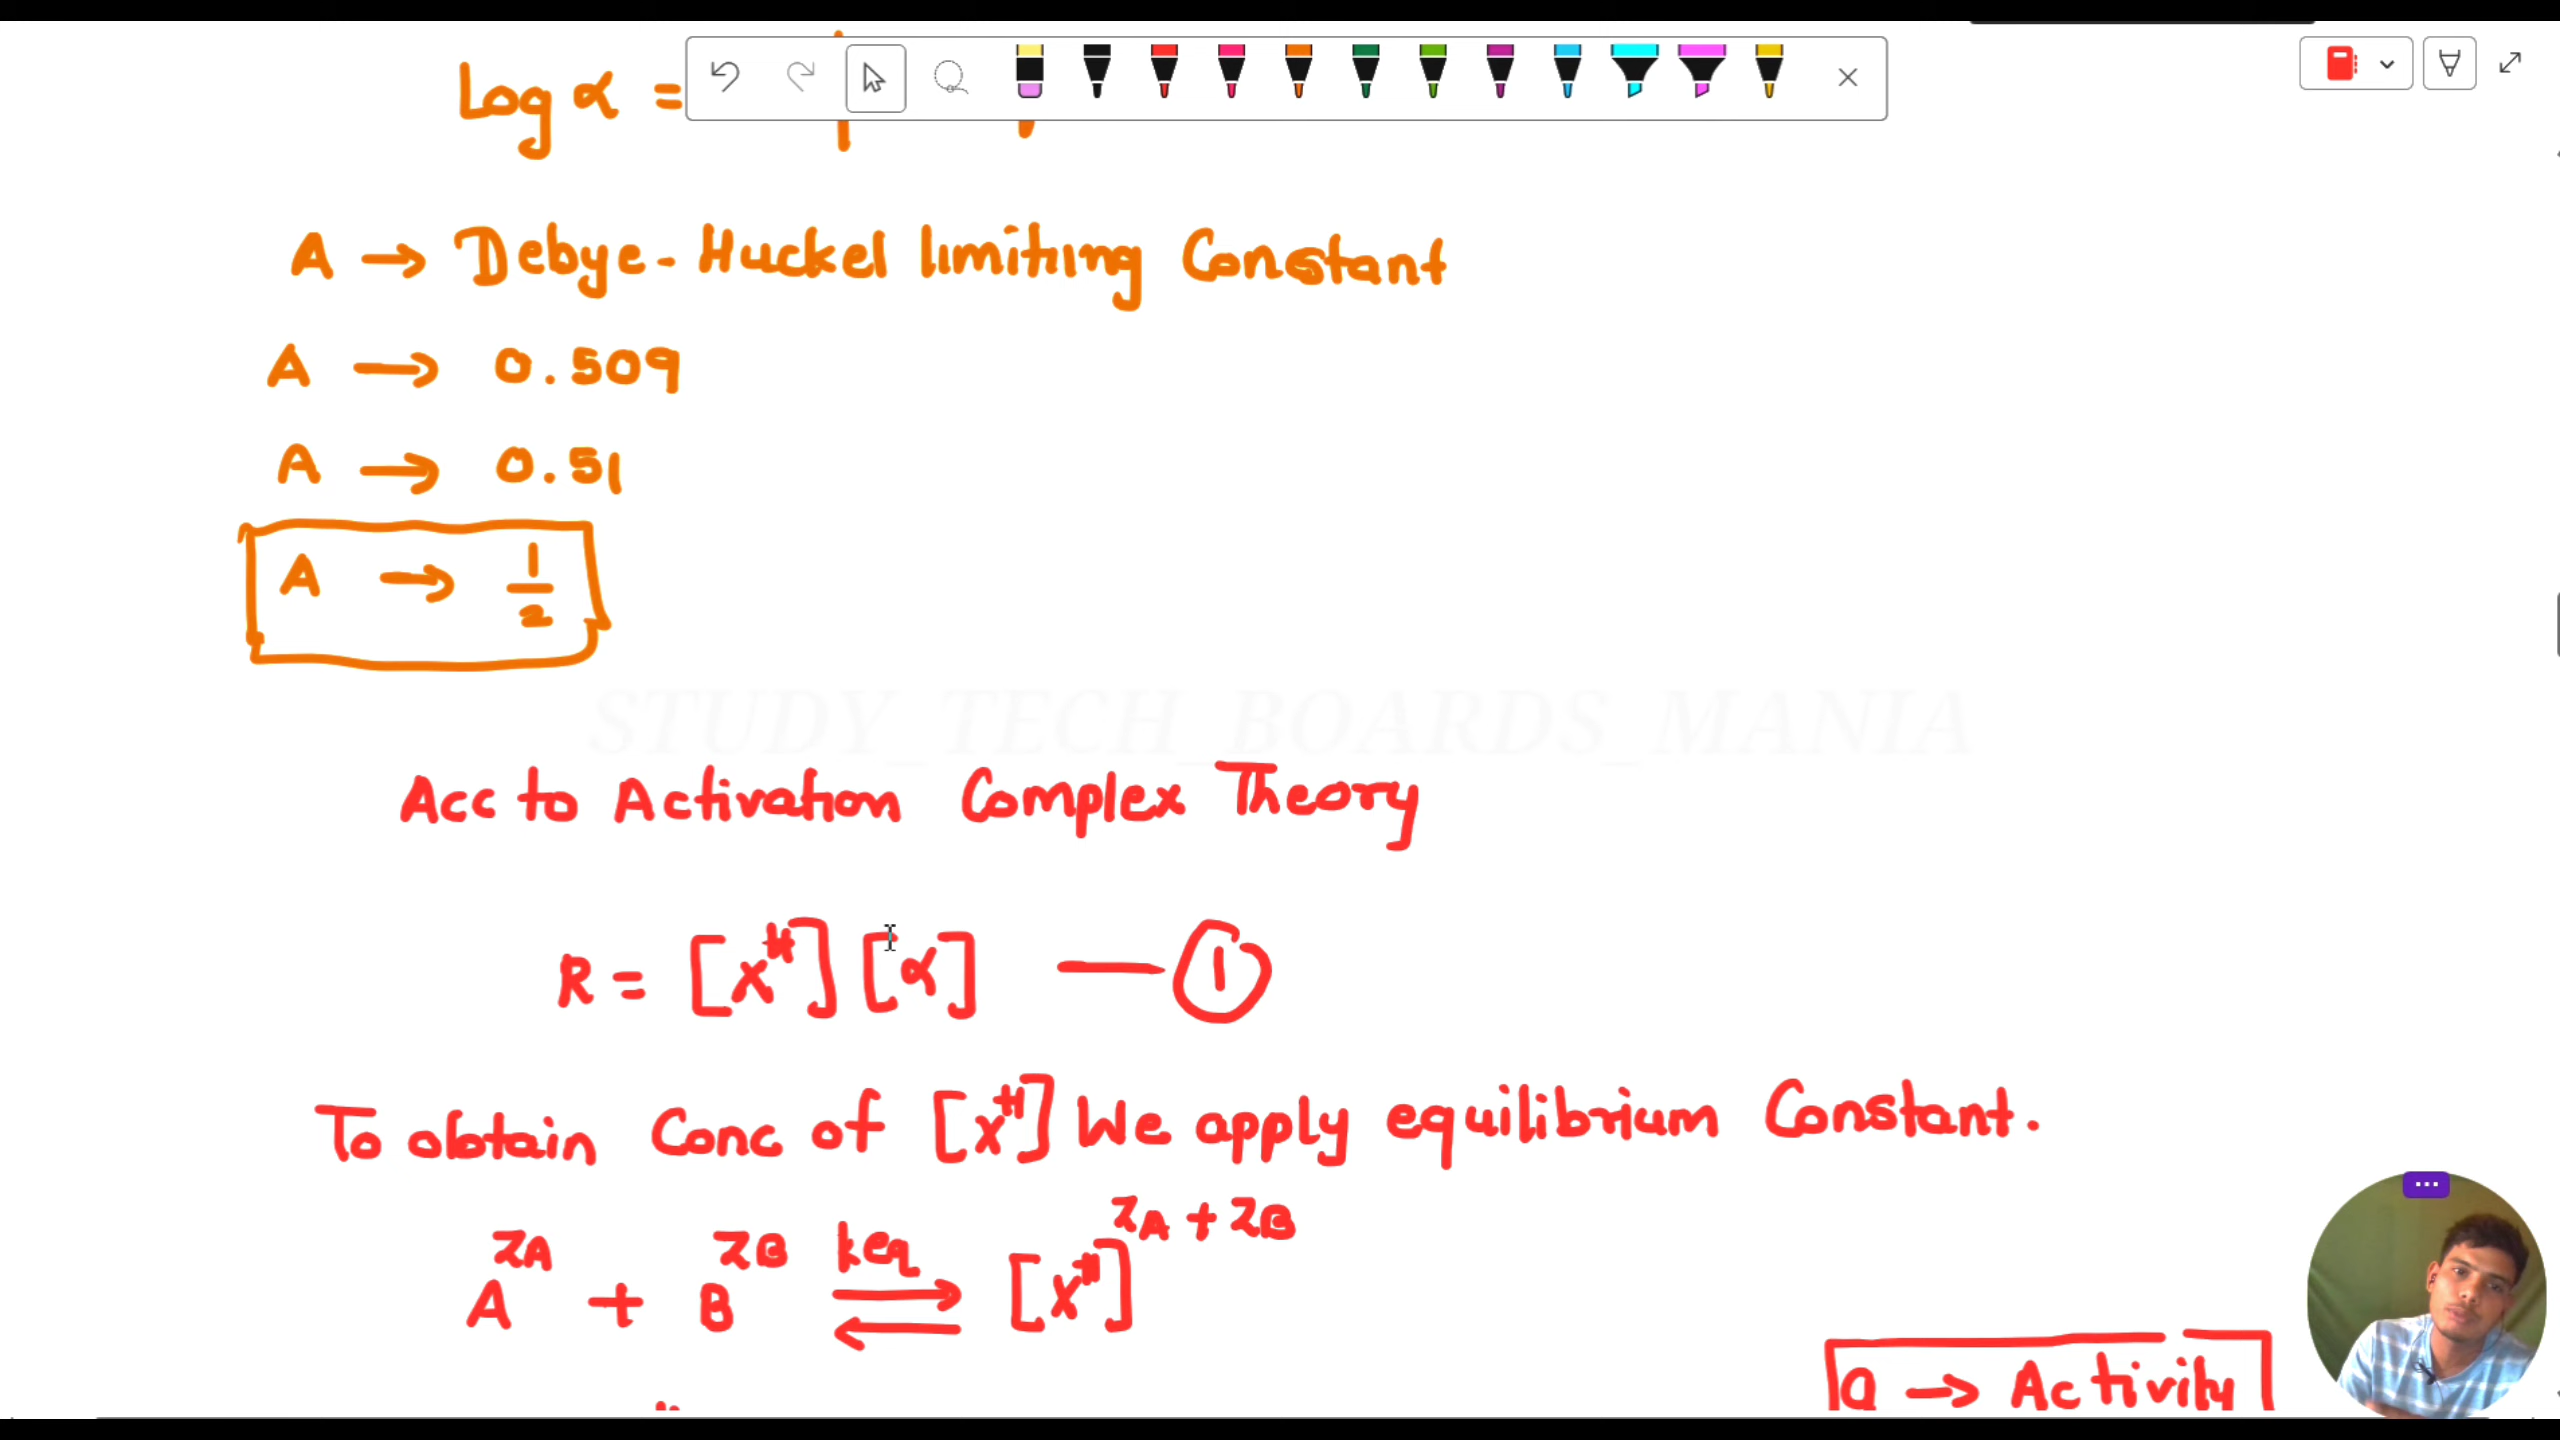 Log α =
A → Debye-Huckel limiting Constant
A → 0.509
A → 0.51
A → 1/2
STUDY_TECH_BOARDS_MANIA
Acc to Activation Complex Theory
R = [X^#] [α] — ①
To obtain Conc of [X^#] We apply equilibrium Constant.
A^ZA + B^ZB ⇌ keq [X^#]^ZA + ZB
a → Activity